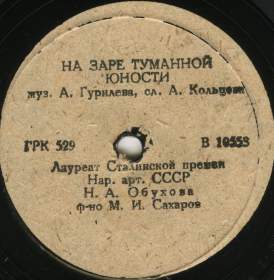 НА ЗАРЕ ТУМАННОЙ
ЮНОСТИ
муз. А. Гурилева, сл. А. Кольцова
ГРК 529
В 10553
Лауреат Сталинской премии
Нар. арт. СССР
Н. А. Обухова
ф-но М. И. Сахаров